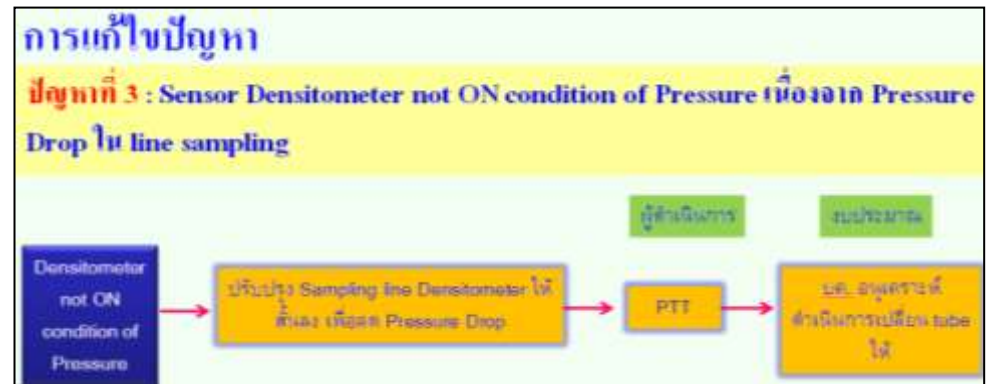 การแก้ไขปัญหา
ปัญหาที่ 3 : Sensor Densitometer not ON condition of Pressure เนื่องจาก Pressure
Drop ใน line sampling
ผู้ดำเนินการ
งบประมาณ
Densitometer
not ON
condition of
Pressure
ปรับปรุง Sampling line Densitometer ให้
สั้นลง เพื่อลด Pressure Drop
PTT
บค. อนุเคราะห์
ดำเนินการเปลี่ยน tube
ให้